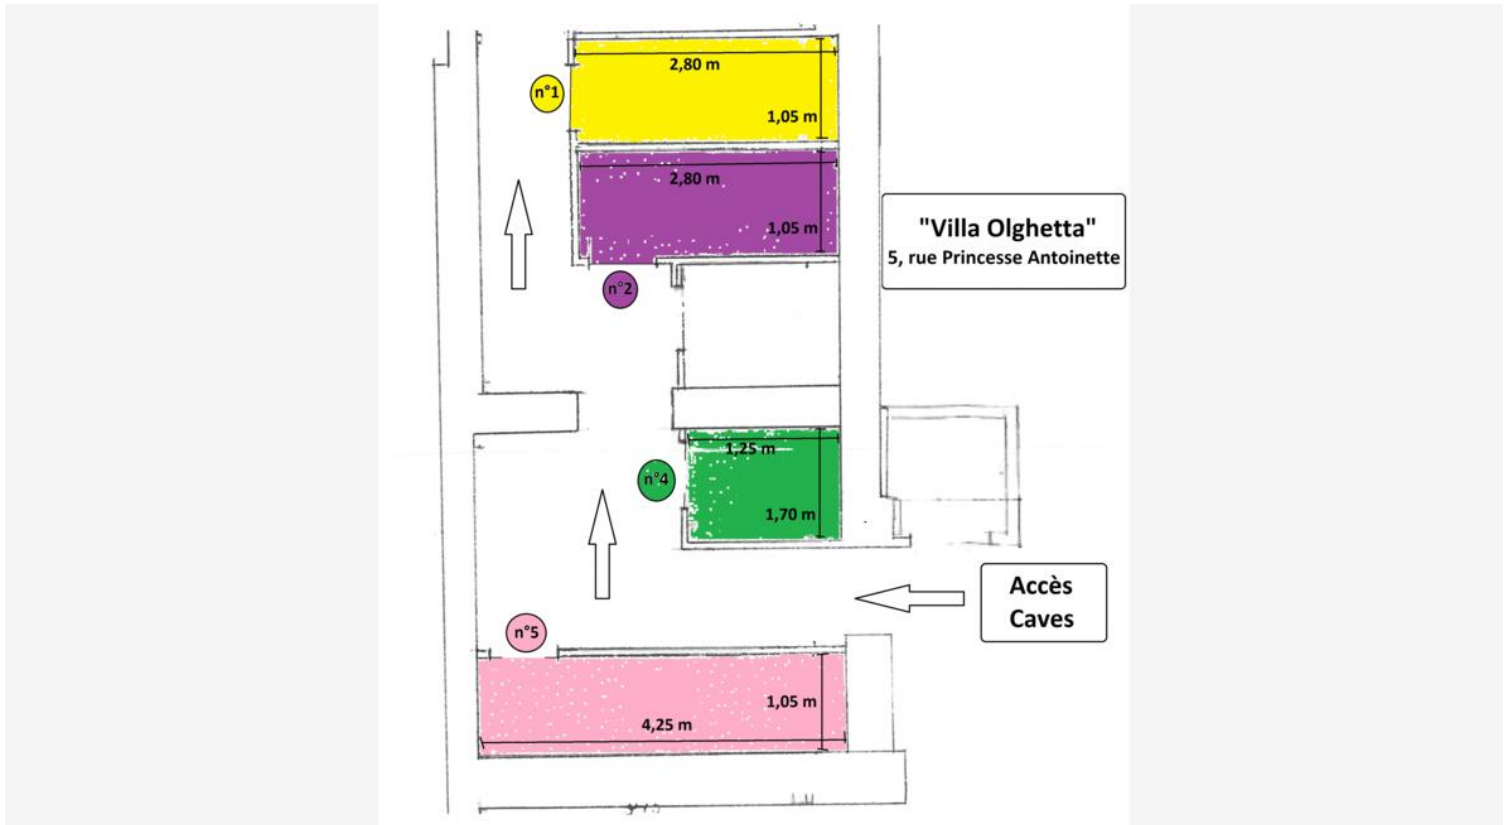 2,80 m
n°1
1,05 m
2,80 m
1,05 m
n°2
"Villa Olghetta"
5, rue Princesse Antoinette
1,25 m
n°4
1,70 m
Accès
Caves
n°5
1,05 m
4,25 m